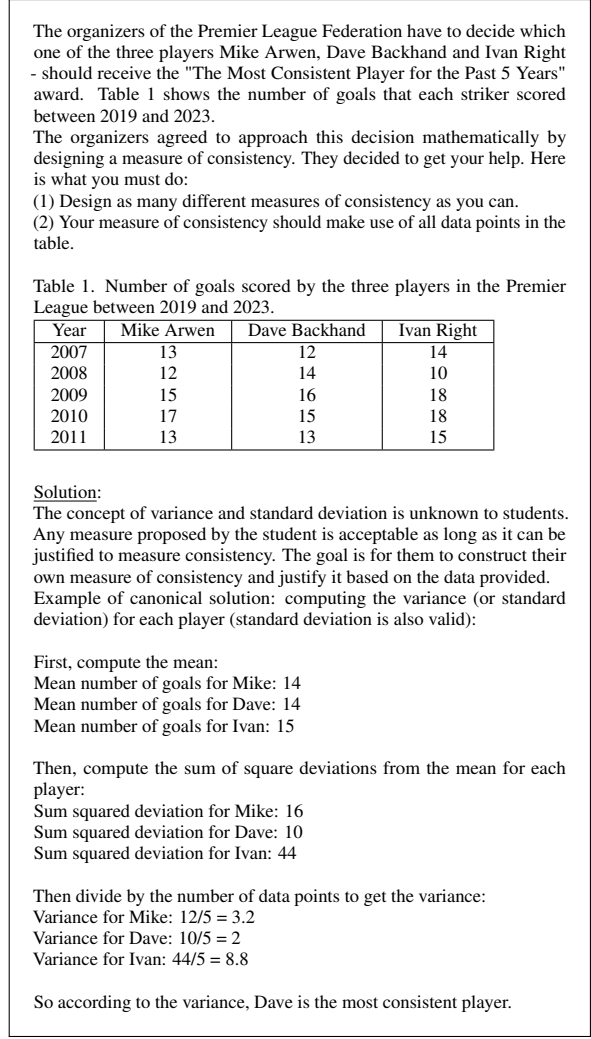 The organizers of the Premier League Federation have to decide which
one of the three players Mike Arwen, Dave Backhand and Ivan Right
- should receive the "The Most Consistent Player for the Past 5 Years"
award. Table 1 shows the number of goals that each striker scored
between 2019 and 2023.
The organizers agreed to approach this decision mathematically by
designing a measure of consistency. They decided to get your help. Here
is what you must do:
(1) Design as many different measures of consistency as you can.
(2) Your measure of consistency should make use of all data points in the
table.
Table 1. Number of goals scored by the three players in the Premier
League between 2019 and 2023.
Year Mike Arwen Dave Backhand Ivan Right
2007 13 12 14
2008 12 14 10
2009 15 16 18
2010 17 15 18
2011 13 13 15
Solution:
The concept of variance and standard deviation is unknown to students.
Any measure proposed by the student is acceptable as long as it can be
justified to measure consistency. The goal is for them to construct their
own measure of consistency and justify it based on the data provided.
Example of canonical solution: computing the variance (or standard
deviation) for each player (standard deviation is also valid):
First, compute the mean:
Mean number of goals for Mike: 14
Mean number of goals for Dave: 14
Mean number of goals for Ivan: 15
Then, compute the sum of square deviations from the mean for each
player:
Sum squared deviation for Mike: 16
Sum squared deviation for Dave: 10
Sum squared deviation for Ivan: 44
Then divide by the number of data points to get the variance:
Variance for Mike: 12/5 = 3.2
Variance for Dave: 10/5 = 2
Variance for Ivan: 44/5 = 8.8
So according to the variance, Dave is the most consistent player.